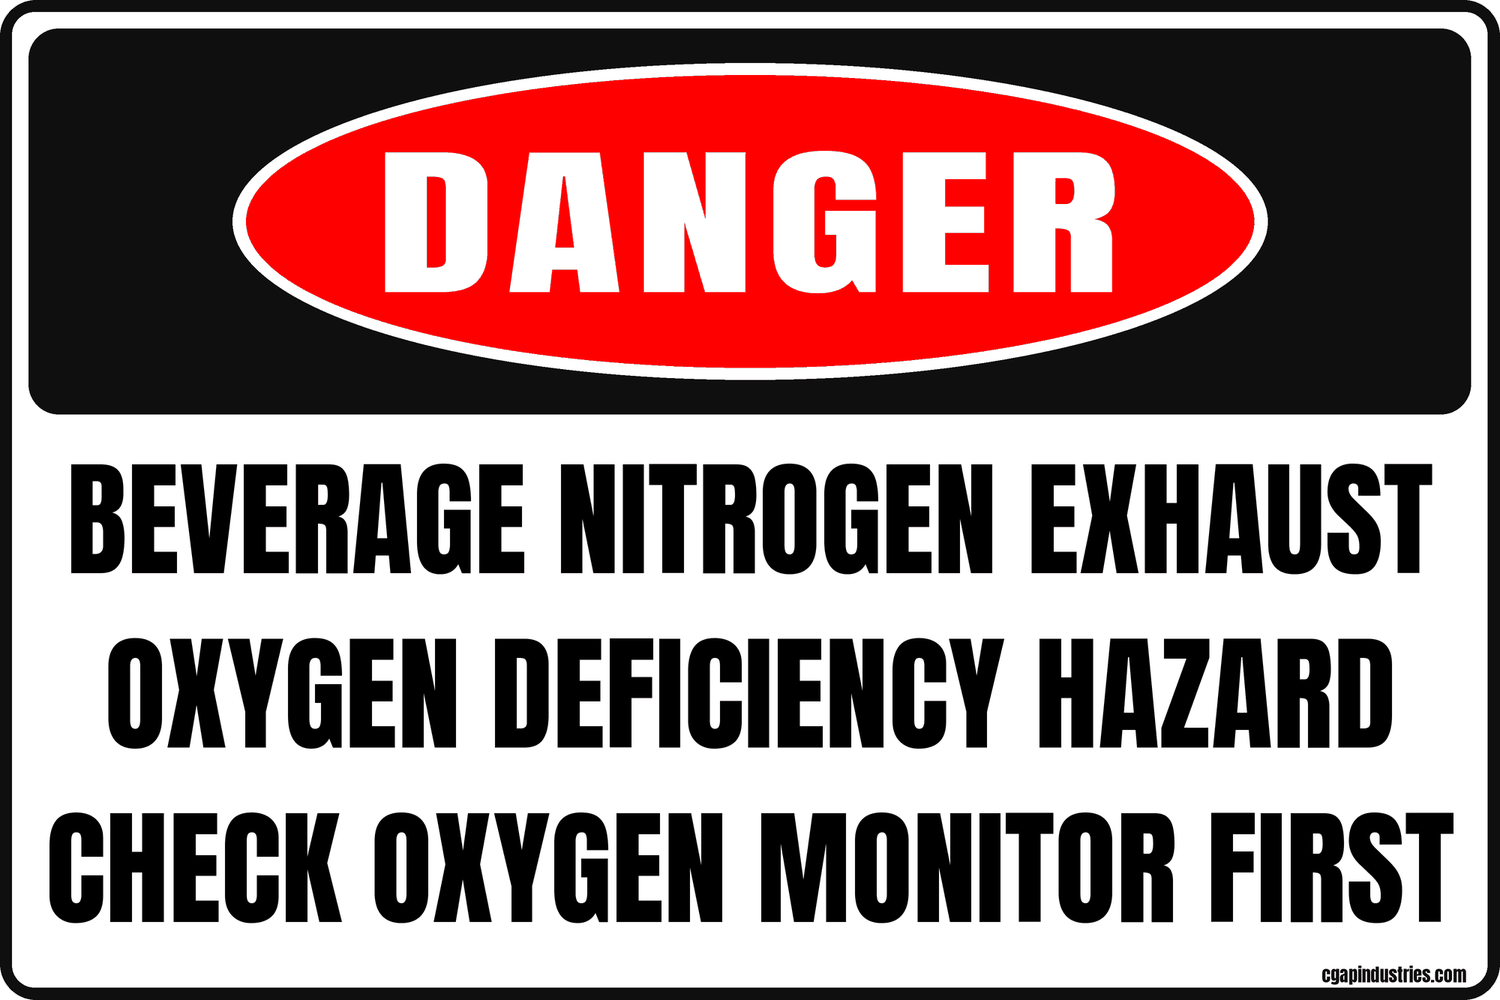 DANGER
BEVERAGE NITROGEN EXHAUST
OXYGEN DEFICIENCY HAZARD
CHECK OXYGEN MONITOR FIRST
cgapindustries.com